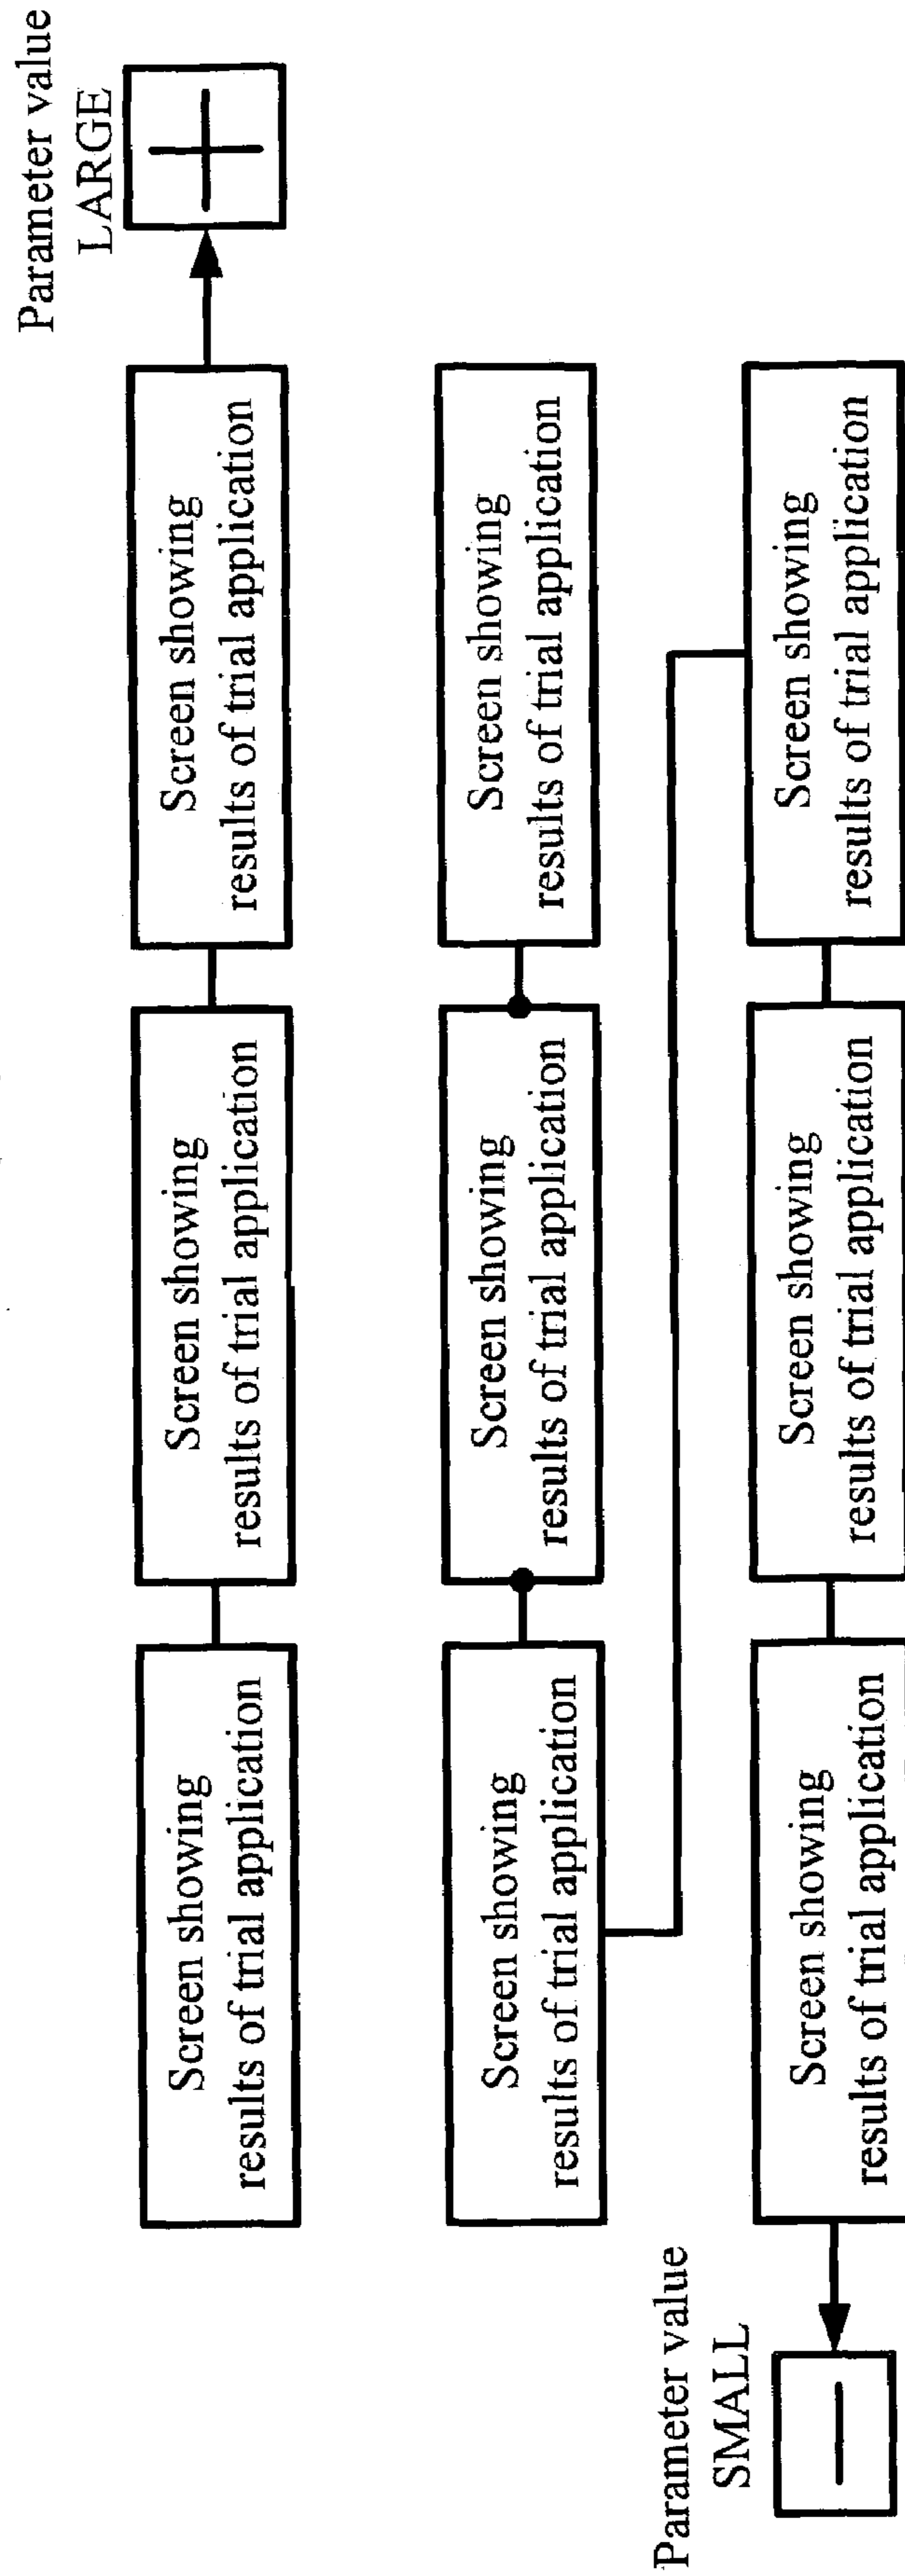 Parameter value
LARGE
Screen showing
results of trial application
Screen showing
results of trial application
Screen showing
results of trial application
Screen showing
results of trial application
Screen showing
results of trial application
Screen showing
results of trial application
Parameter value
SMALL
Screen showing
results of trial application
Screen showing
results of trial application
Screen showing
results of trial application